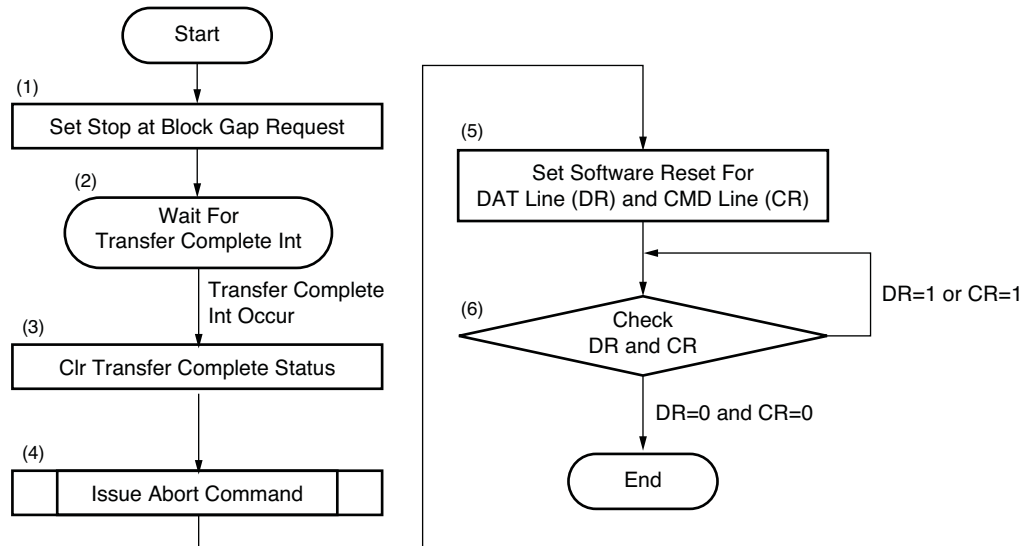 Start
(1)
Set Stop at Block Gap Request
(2)
Wait For
Transfer Complete Int
Transfer Complete
Int Occur
(3)
Clr Transfer Complete Status
(4)
Issue Abort Command
(5)
Set Software Reset For
DAT Line (DR) and CMD Line (CR)
(6)
Check
DR and CR
DR=1 or CR=1
DR=0 and CR=0
End